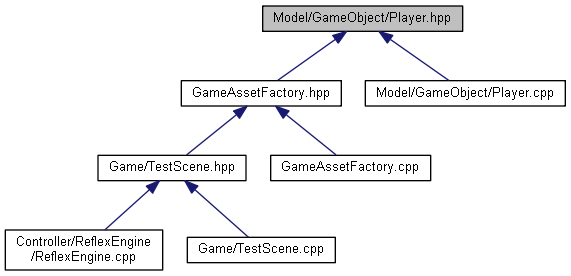 Model/GameObject/Player.hpp
GameAssetFactory.hpp
Model/GameObject/Player.cpp
Game/TestScene.hpp
GameAssetFactory.cpp
Controller/ReflexEngine
/ReflexEngine.cpp
Game/TestScene.cpp